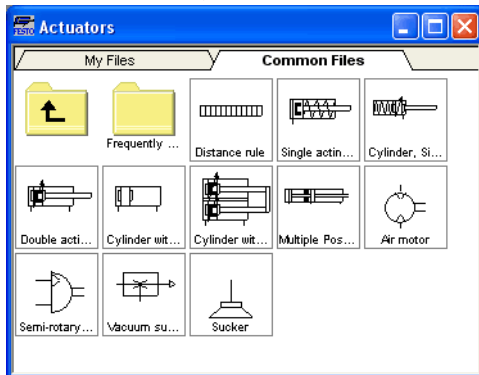 FESTO Actuators
My Files
Common Files
Frequently ...
Distance rule
Single actin...
Cylinder, Si...
Double acti...
Cylinder wit...
Cylinder wit...
Multiple Pos...
Air motor
Semi-rotary...
Vacuum su...
Sucker